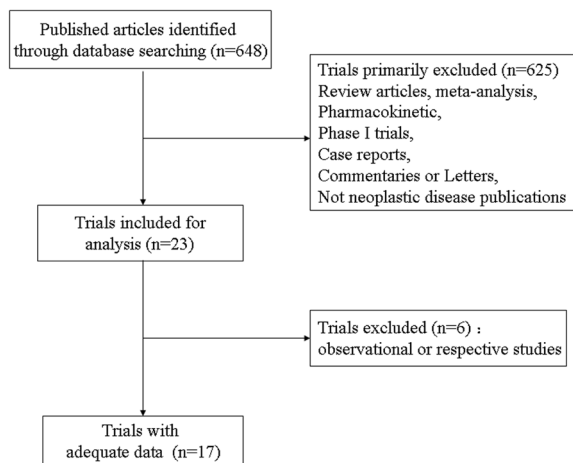 Published articles identified
through database searching (n=648)
Trials primarily excluded (n=625)
Review articles, meta-analysis,
Pharmacokinetic,
Phase I trials,
Case reports,
Commentaries or Letters,
Not neoplastic disease publications
Trials included for
analysis (n=23)
Trials excluded (n=6) :
observational or respective studies
Trials with
adequate data (n=17)